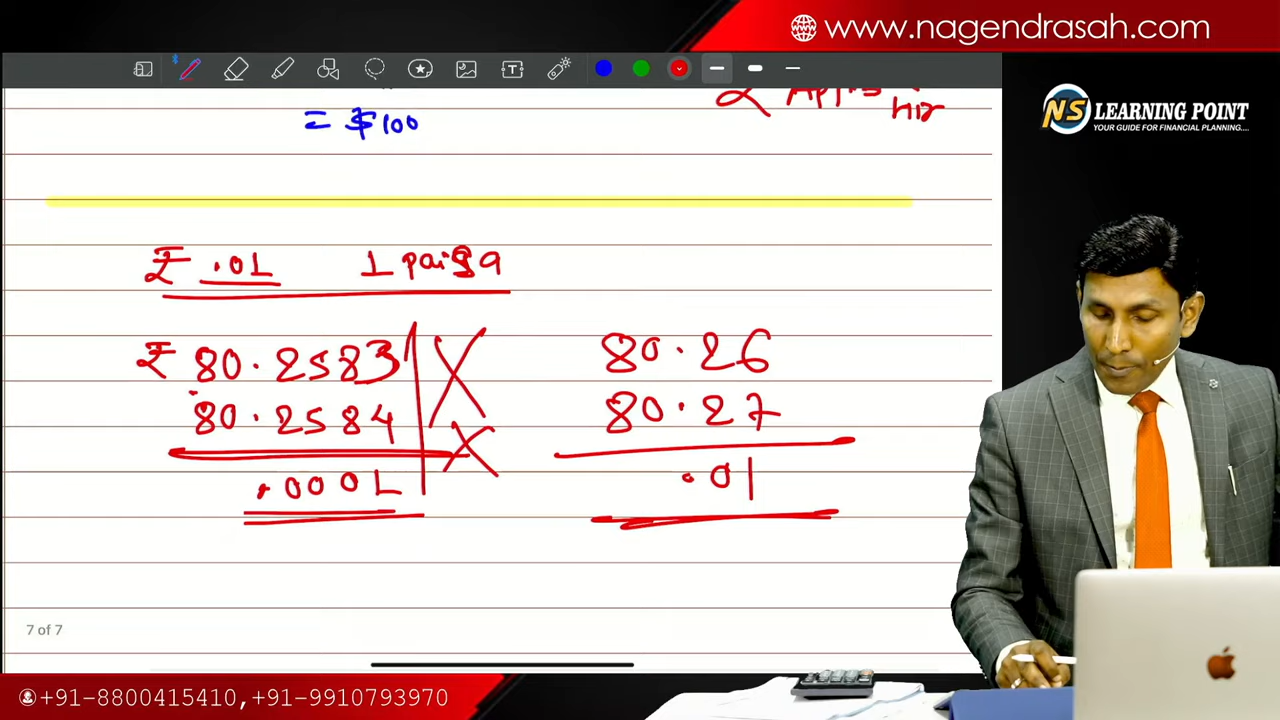 www.nagendrasah.com
= $100
NS LEARNING POINT
YOUR GUIDE FOR FINANCIAL PLANNING....
₹ .01 1 paisa
₹ 80.2583
80.2584
.0001
80.26
80.27
.01
7 of 7
+91-8800415410,+91-9910793970